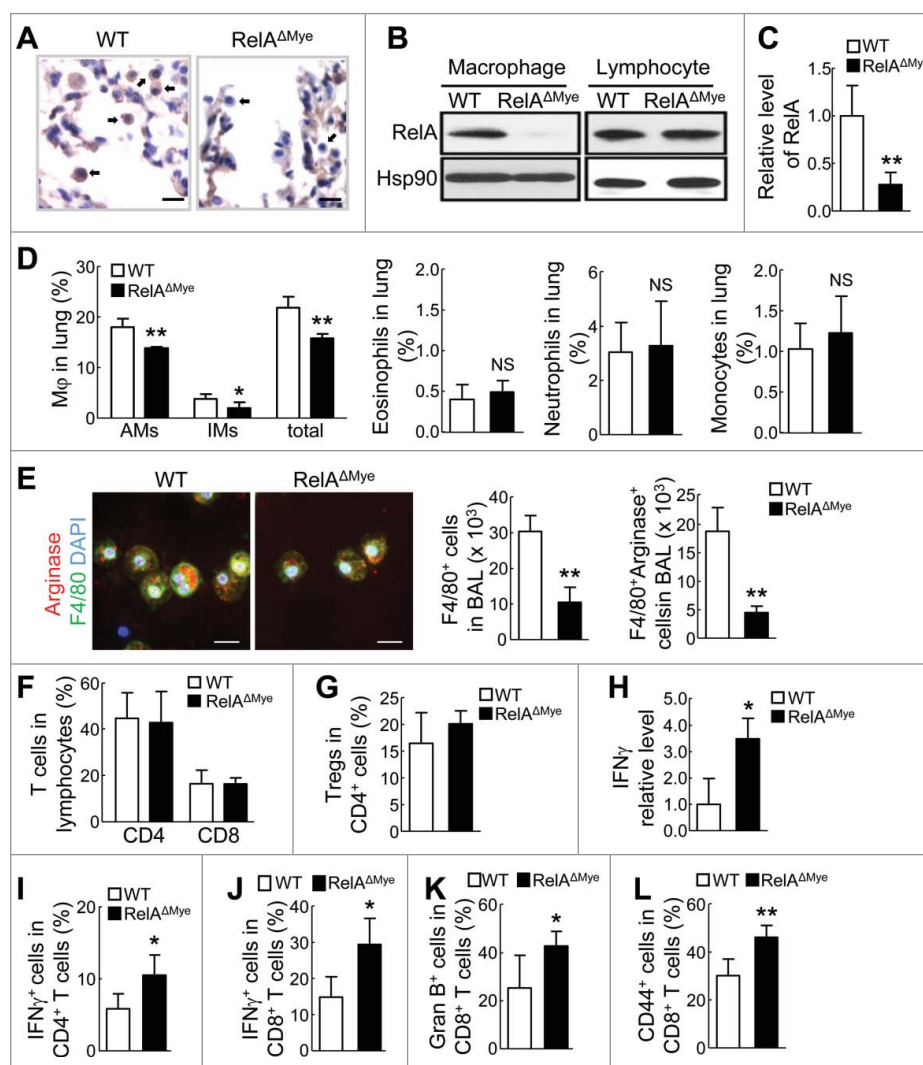 A
WT
RelA^ΔMye
B
Macrophage
Lymphocyte
WT RelA^ΔMye
WT RelA^ΔMye
RelA
Hsp90
C
WT
RelA^ΔMye
Relative level
of RelA
1.5
1.0
0.5
0.0
**
D
WT
RelA^ΔMye
Mφ in lung (%)
30
20
10
0
**
*
**
AMs
IMs
total
Eosinophils in lung
(%)
2.0
1.5
1.0
0.5
0.0
NS
Neutrophils in lung
(%)
6
3
0
NS
Monocytes in lung
(%)
2.0
1.5
1.0
0.5
0.0
NS
E
WT
RelA^ΔMye
Arginase
F4/80 DAPI
F4/80+ cells
in BAL (x 10³)
40
30
20
10
0
**
F4/80+Arginase+
cellsin BAL (x 10³)
25
20
15
10
5
0
**
WT
RelA^ΔMye
F
T cells in
lymphocytes (%)
60
40
20
0
WT
RelA^ΔMye
CD4
CD8
G
Tregs in
CD4+ cells (%)
25
20
15
10
5
0
WT
RelA^ΔMye
H
IFNγ
relative level
5.0
4.0
3.0
2.0
1.0
0.0
*
WT
RelA^ΔMye
I
WT
RelA^ΔMye
IFNγ+ cells in
CD4+ T cells (%)
20
15
10
5
0
*
J
WT RelA^ΔMye
IFNγ+ cells in
CD8+ T cells (%)
40
30
20
10
0
*
K
WT RelA^ΔMye
Gran B+ cells in
CD8+ T cells (%)
60
40
20
0
*
L
WT RelA^ΔMye
CD44+ cells in
CD8+ T cells (%)
60
40
20
0
**